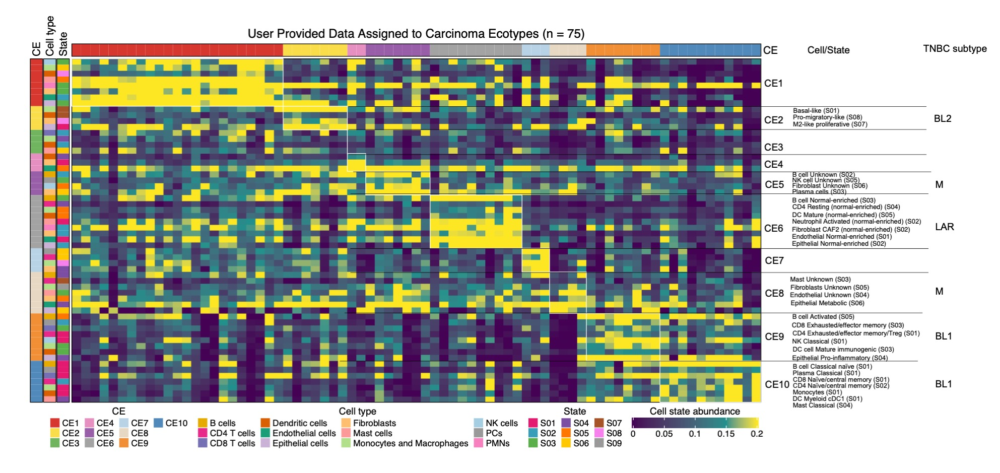 User Provided Data Assigned to Carcinoma Ecotypes (n = 75)
CE
Cell type
State
CE
Cell/State
TNBC subtype
CE1
CE2
Basal-like (S01)
Pro-migratory-like (S08)
M2-like proliferative (S07)
BL2
CE3
CE4
CE5
B cell Unknown (S02)
NK cell Unknown (S05)
Fibroblast Unknown (S06)
Plasma cells (S03)
M
CE6
B cell Normal-enriched (S03)
CD4 Resting (normal-enriched) (S04)
DC Mature (normal-enriched) (S05)
Neutrophil Activated (normal-enriched) (S02)
Fibroblast CAF2 (normal-enriched) (S02)
Endothelial Normal-enriched (S01)
Epithelial Normal-enriched (S02)
LAR
CE7
CE8
Mast Unknown (S03)
Fibroblasts Unknown (S05)
Endothelial Unknown (S04)
Epithelial Metabolic (S06)
M
CE9
B cell Activated (S05)
CD8 Exhausted/effector memory (S03)
CD4 Exhausted/effector memory/Treg (S01)
NK Classical (S01)
DC cell Mature immunogenic (S03)
Epithelial Pro-inflammatory (S04)
BL1
CE10
B cell Classical naïve (S01)
Plasma Classical (S01)
CD8 Naïve/central memory (S01)
CD4 Naïve/central memory (S02)
Monocytes (S01)
DC Myeloid cDC1 (S01)
Mast Classical (S04)
BL1
CE
CE1 CE4 CE7 CE10
CE2 CE5 CE8
CE3 CE6 CE9
Cell type
B cells Dendritic cells Fibroblasts NK cells
CD4 T cells Endothelial cells Mast cells PCs
CD8 T cells Epithelial cells Monocytes and Macrophages PMNs
State
S01 S04 S07
S02 S05 S08
S03 S06 S09
Cell state abundance
0 0.05 0.1 0.15 0.2